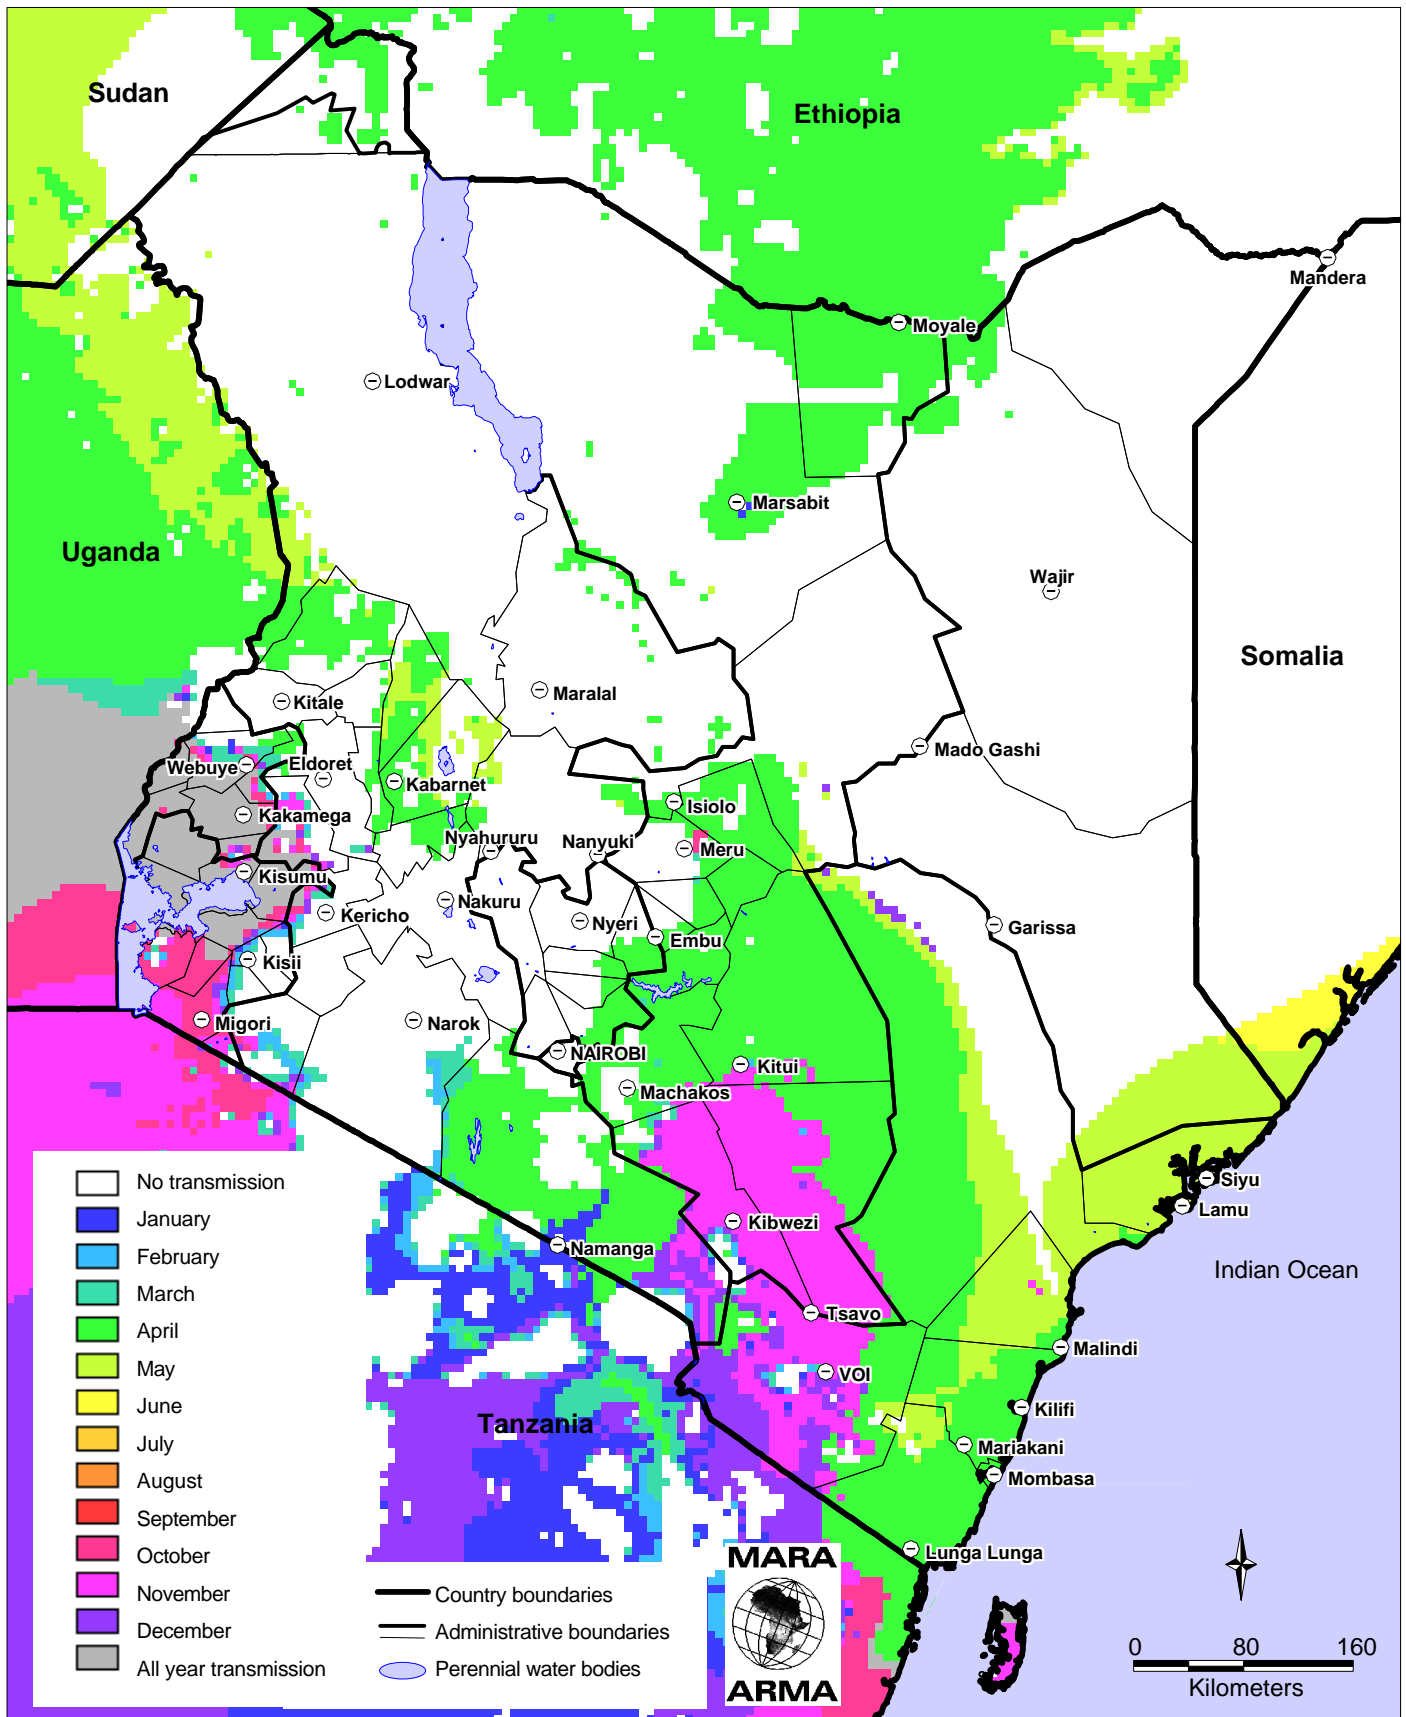 Sudan
Ethiopia
Mandera
Moyale
Lodwar
Marsabit
Uganda
Wajir
Somalia
Maralal
Kitale
Mado Gashi
Webuye
Eldoret
Kabarnet
Isiolo
Kakamega
Nyahururu
Nanyuki
Meru
Kisumu
Nakuru
Kericho
Nyeri
Garissa
Embu
Kisii
Migori
Narok
NAIROBI
Kitui
Machakos
Siyu
Lamu
Kibwezi
Namanga
Indian Ocean
Tsavo
Malindi
VOI
Kilifi
Tanzania
Mariakani
Mombasa
Lunga Lunga
No transmission
January
February
March
April
May
June
July
August
September
October
November
December
All year transmission
Country boundaries
Administrative boundaries
Perennial water bodies
MARA
ARMA
0 80 160
Kilometers